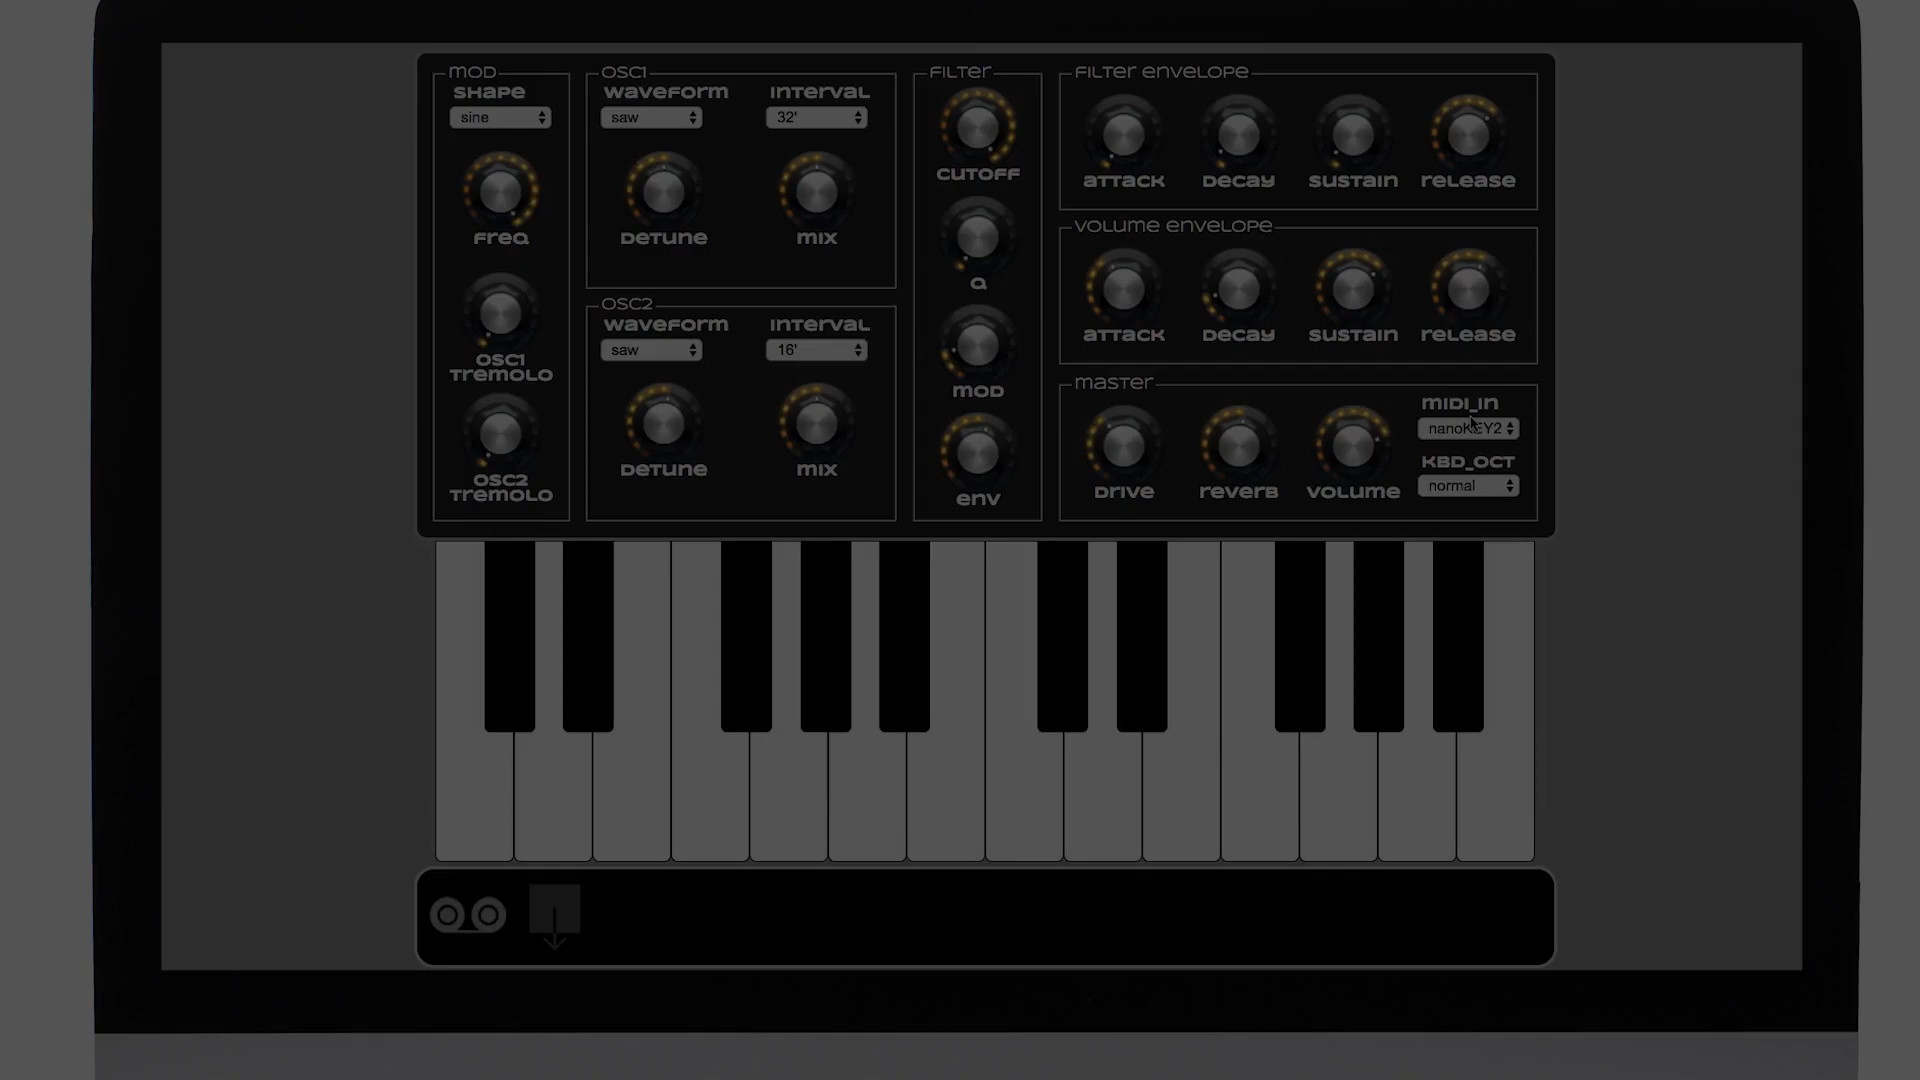 MOD
SHAPE
sine
FREQ
OSC1
TREMOLO
OSC2
TREMOLO
OSC1
WAVEFORM
INTERVAL
saw
32'
DETUNE
MIX
OSC2
WAVEFORM
INTERVAL
saw
16'
DETUNE
MIX
FILTER
CUTOFF
Q
MOD
ENV
FILTER ENVELOPE
ATTACK
DECAY
SUSTAIN
RELEASE
VOLUME ENVELOPE
ATTACK
DECAY
SUSTAIN
RELEASE
MASTER
DRIVE
REVERB
VOLUME
MIDI_IN
nanoKEY2
KBD_OCT
normal